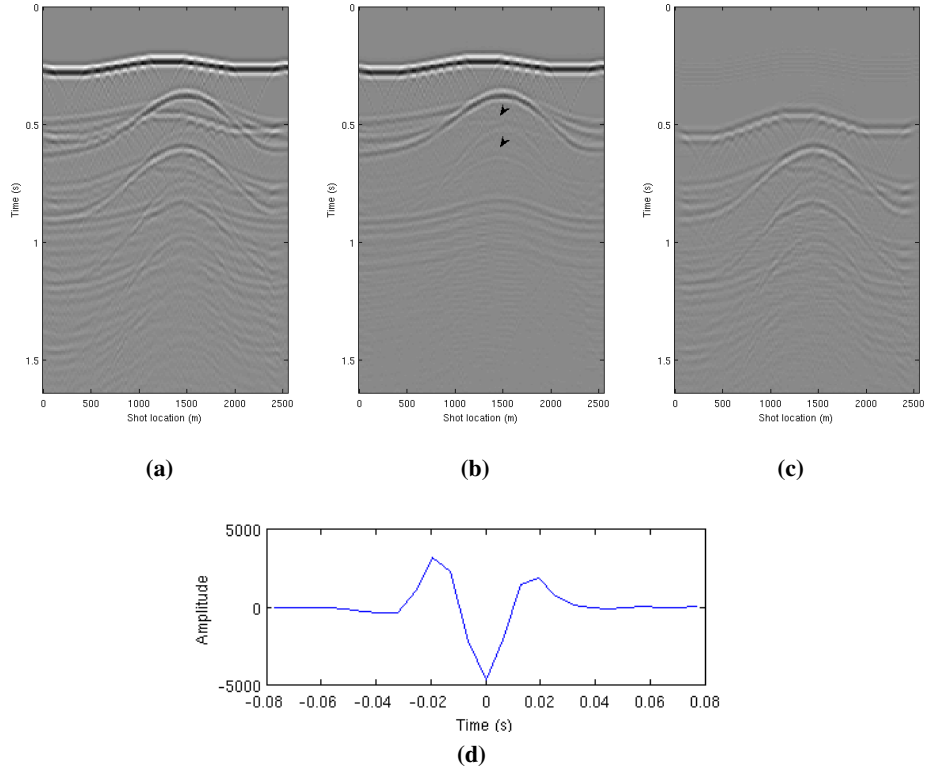 0
0.5
1
1.5
Time (s)
0 500 1000 1500 2000 2500
Shot location (m)
(a)
0
0.5
1
1.5
Time (s)
0 500 1000 1500 2000 2500
Shot location (m)
(b)
0
0.5
1
1.5
Time (s)
0 500 1000 1500 2000 2500
Shot location (m)
(c)
5000
0
-5000
Amplitude
-0.08 -0.06 -0.04 -0.02 0 0.02 0.04 0.06 0.08
Time (s)
(d)